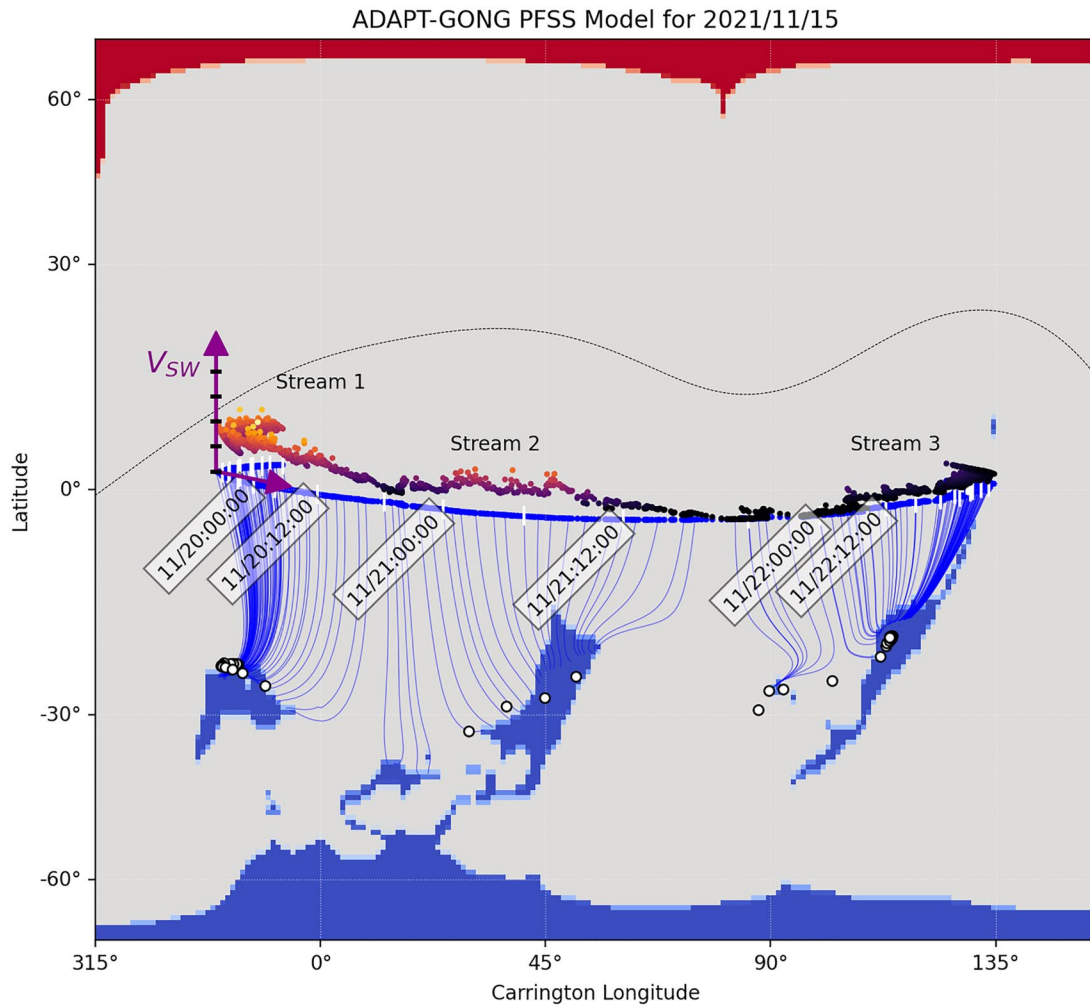 ADAPT-GONG PFSS Model for 2021/11/15
60°
30°
V_SW
Stream 1
Stream 2
Stream 3
Latitude
0°
11/20:00:00
11/20:12:00
11/21:00:00
11/21:12:00
11/22:00:00
11/22:12:00
-30°
-60°
315°
0°
45°
90°
135°
Carrington Longitude